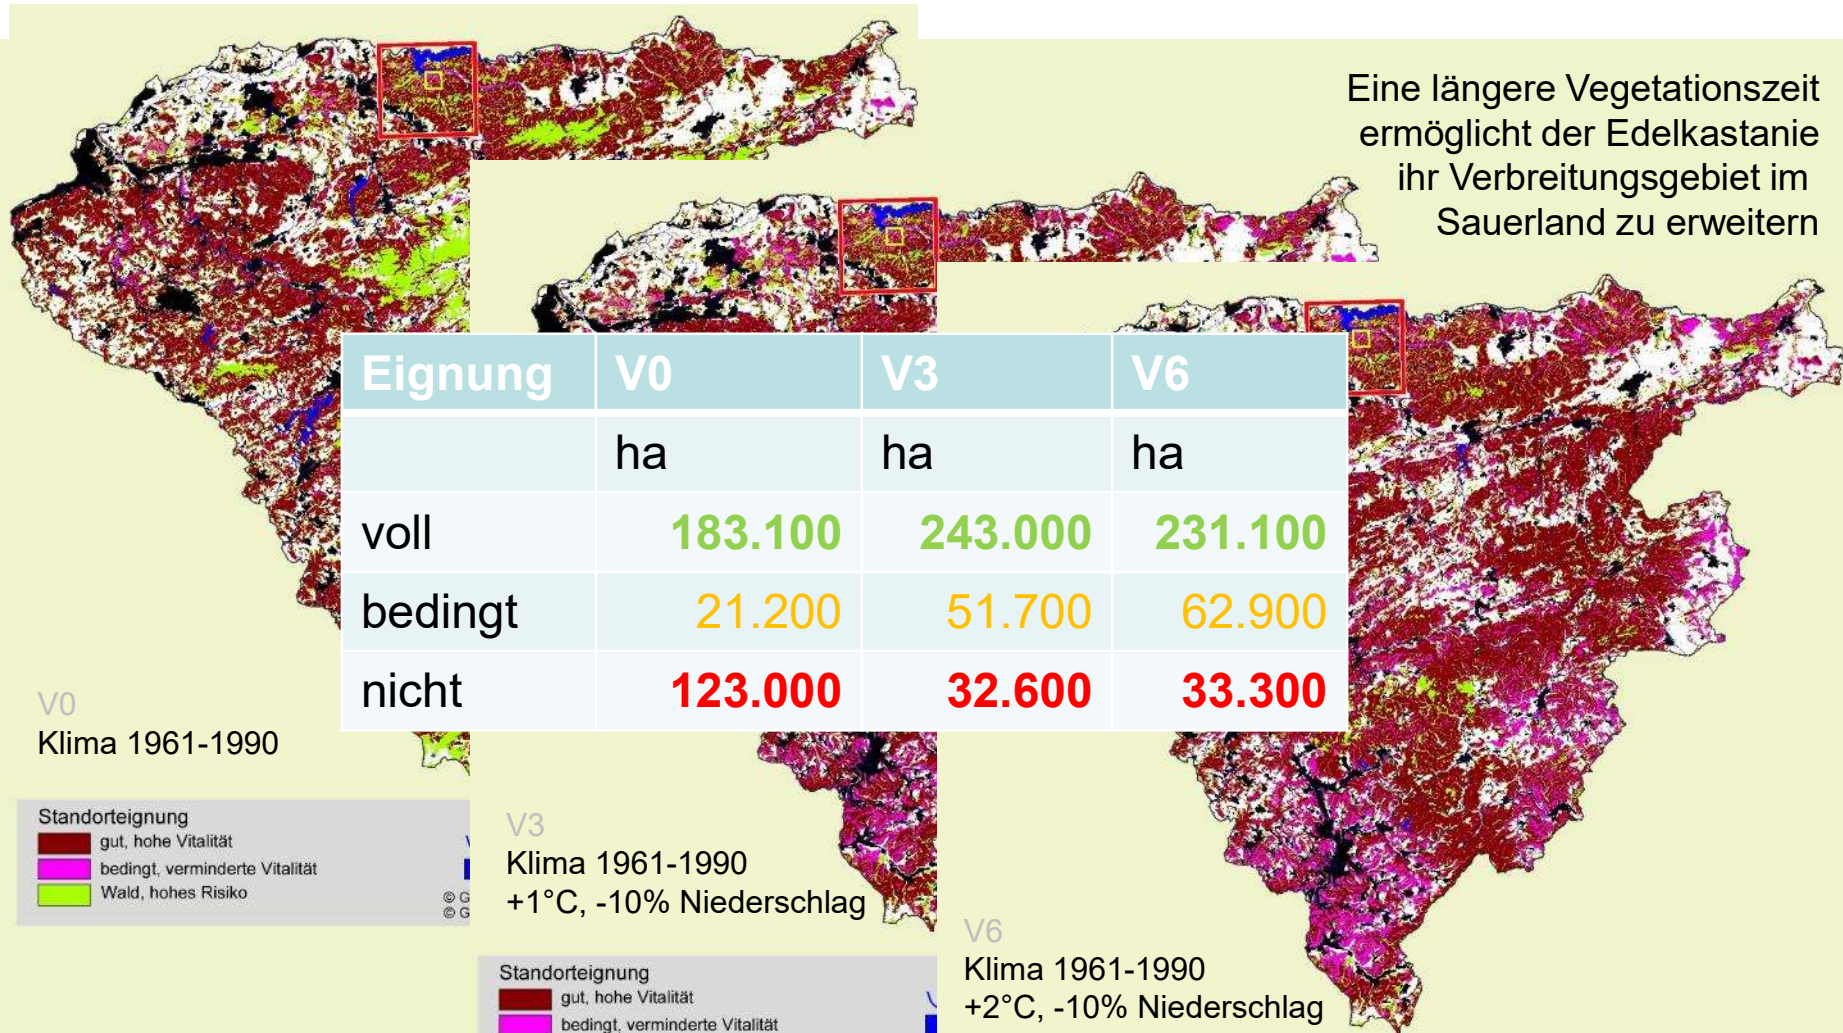 Eine längere Vegetationszeit
ermöglicht der Edelkastanie
ihr Verbreitungsgebiet im
Sauerland zu erweitern
Eignung V0 V3 V6
ha ha ha
voll 183.100 243.000 231.100
bedingt 21.200 51.700 62.900
nicht 123.000 32.600 33.300
V0
Klima 1961-1990
Standorteignung
gut, hohe Vitalität
bedingt, verminderte Vitalität
Wald, hohes Risiko
© G
© G
V3
Klima 1961-1990
+1°C, -10% Niederschlag
Standorteignung
gut, hohe Vitalität
bedingt, verminderte Vitalität
V6
Klima 1961-1990
+2°C, -10% Niederschlag